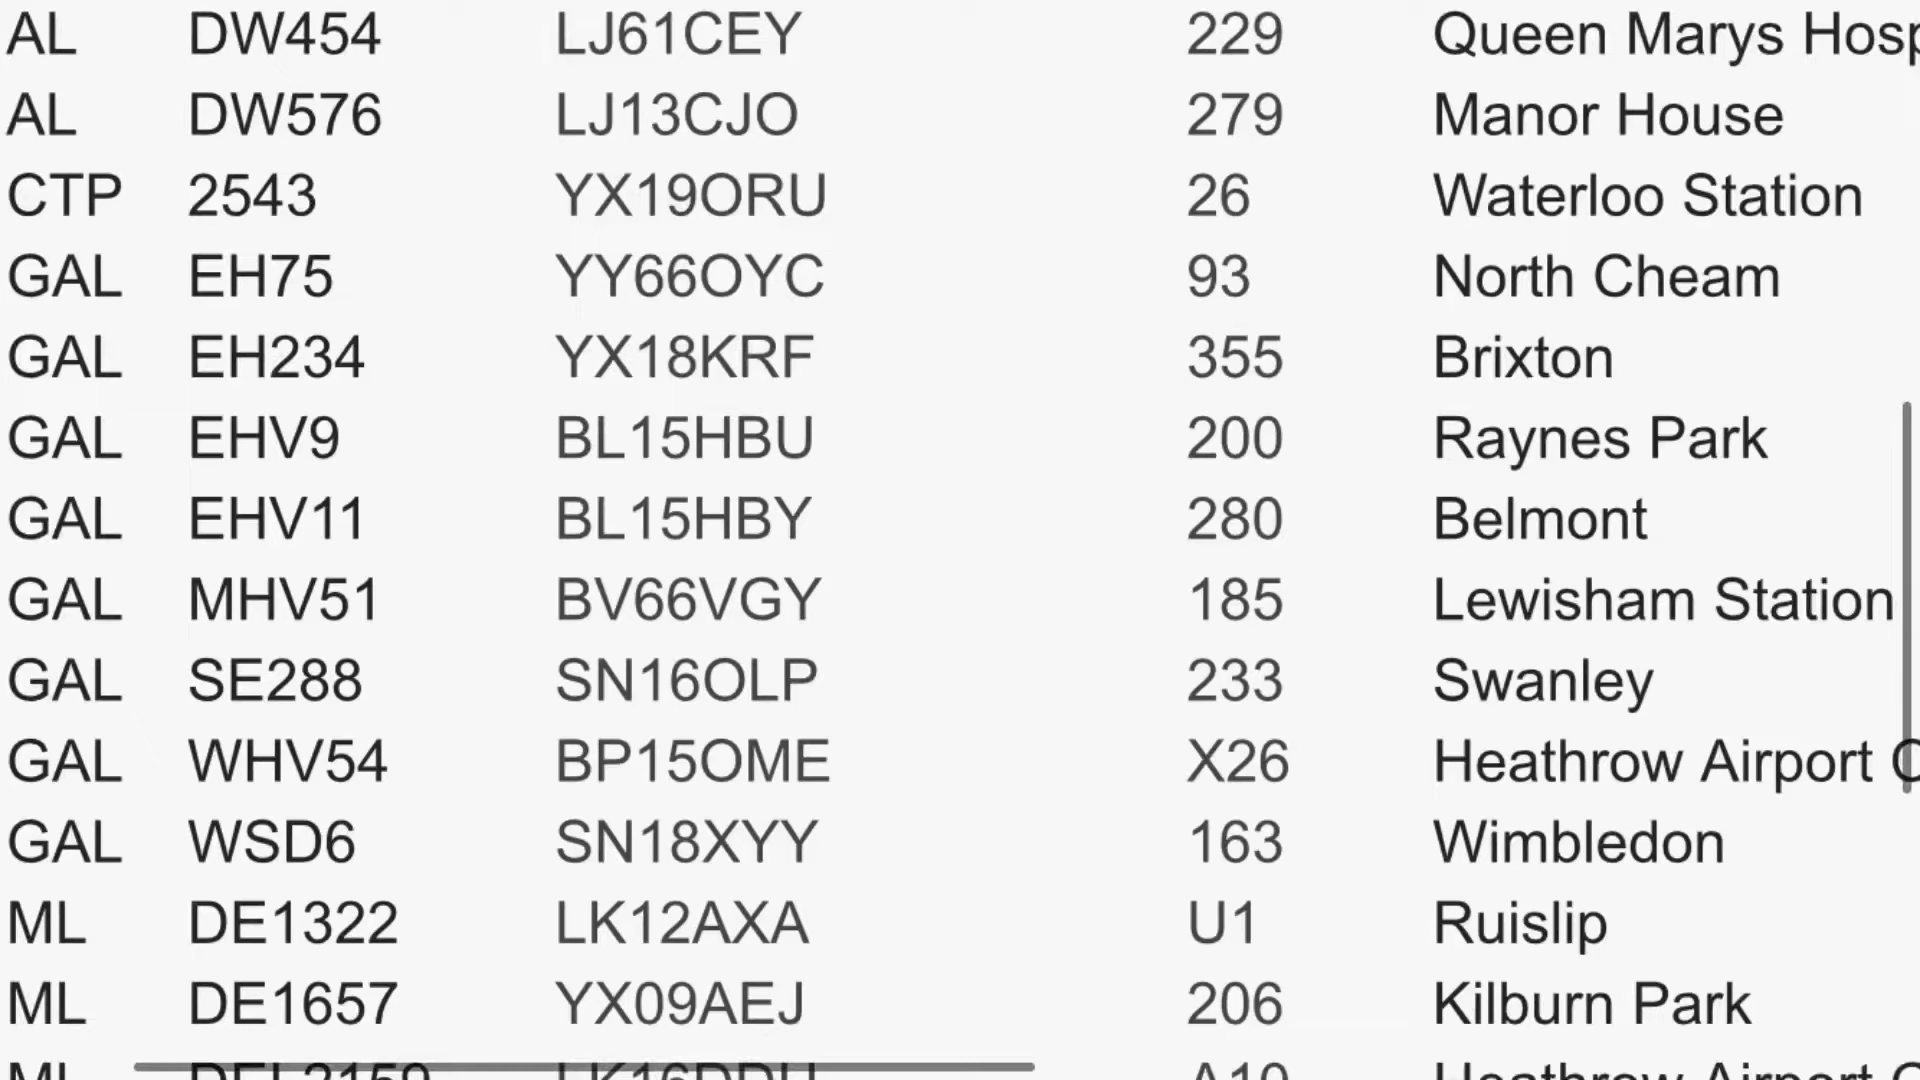 AL DW454 LJ61CEY 229 Queen Marys
AL DW576 LJ13CJO 279 Manor House
CTP 2543 YX19ORU 26 Waterloo Station
GAL EH75 YY66OYC 93 North Cheam
GAL EH234 YX18KRF 355 Brixton
GAL EHV9 BL15HBU 200 Raynes Park
GAL EHV11 BL15HBY 280 Belmont
GAL MHV51 BV66VGY 185 Lewisham Station
GAL SE288 SN16OLP 233 Swanley
GAL WHV54 BP15OME X26 Heathrow Airport
GAL WSD6 SN18XYY 163 Wimbledon
ML DE1322 LK12AXA U1 Ruislip
ML DE1657 YX09AEJ 206 Kilburn Park
ML Heathrow Airport